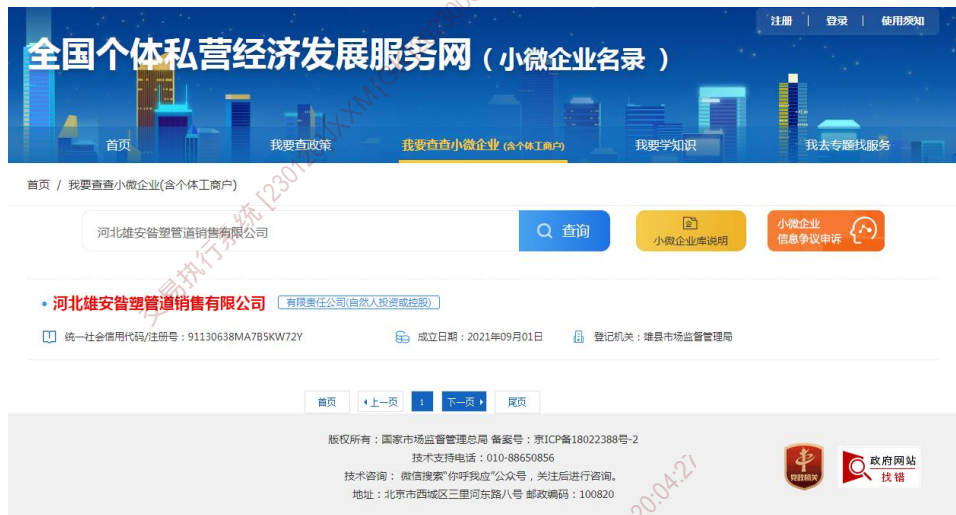 注册 | 登录 | 使用须知
全国个体私营经济发展服务网（小微企业名录 ）
首页 我要查政策 我要查查小微企业 (含个体工商户) 我要学知识 我去专题找服务
首页 / 我要查查小微企业(含个体工商户)
河北雄安昝塑管道销售有限公司 查询 小微企业库说明 小微企业
信息争议申诉
• 河北雄安昝塑管道销售有限公司 有限责任公司(自然人投资或控股)
统一社会信用代码/注册号：91130638MA7B5KW72Y 成立日期：2021年09月01日 登记机关：雄县市场监督管理局
首页 上一页 1 下一页 尾页
版权所有：国家市场监督管理总局 备案号：京ICP备18022388号-2
技术支持电话：010-88650856
技术咨询： 微信搜索“你呼我应”公众号，关注后进行咨询。
地址：北京市西城区三里河东路八号 邮政编码：100820
党政机关
政府网站
找错
20:04:27